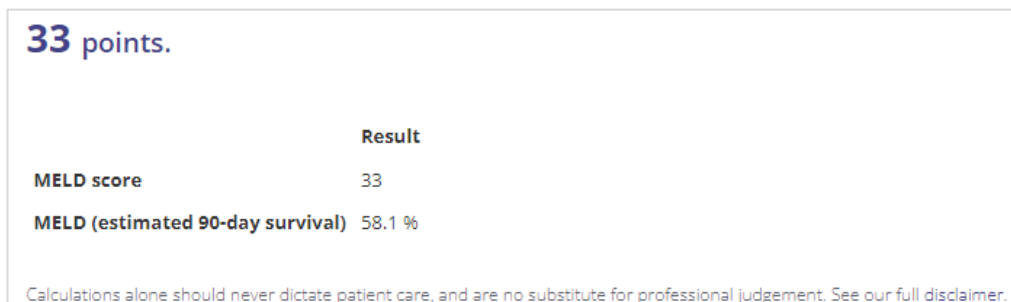 33 points.
Result
MELD score 33
MELD (estimated 90-day survival) 58.1 %
Calculations alone should never dictate patient care, and are no substitute for professional judgement. See our full disclaimer.